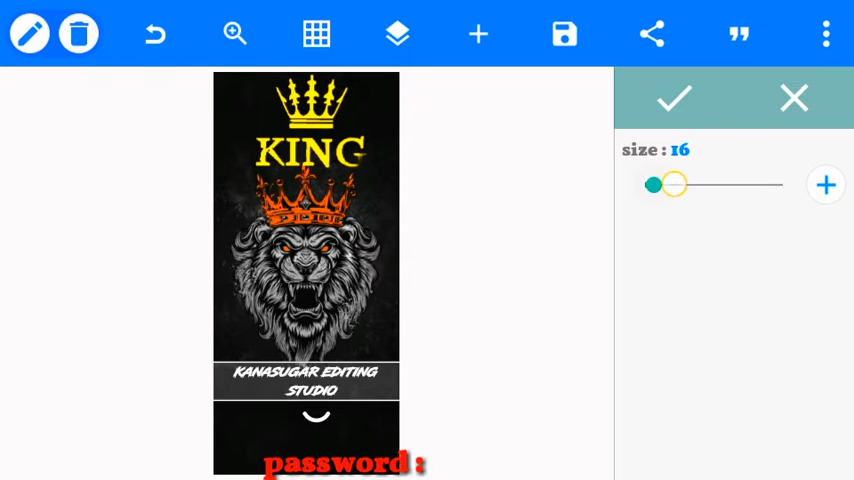 KING
size : 16
KANASUGAR EDITING
STUDIO
password :